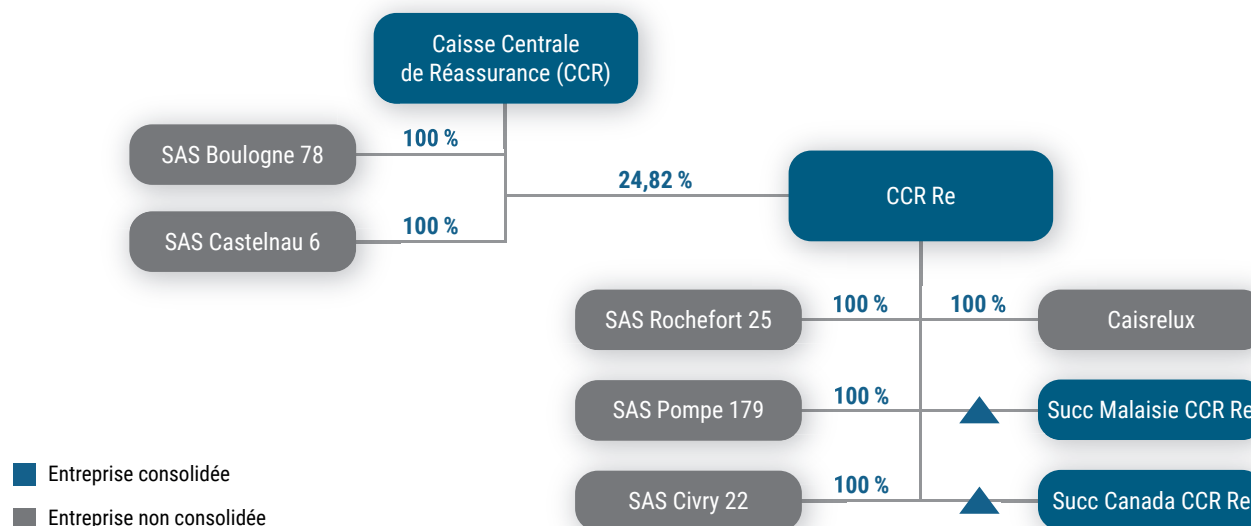 Caisse Centrale
de Réassurance (CCR)
SAS Boulogne 78
100 %
24,82 %
CCR Re
SAS Castelnau 6
100 %
SAS Rochefort 25
100 %
100 %
Caisrelux
SAS Pompe 179
100 %
Succ Malaisie CCR Re
Entreprise consolidée
SAS Civry 22
100 %
Succ Canada CCR Re
Entreprise non consolidée